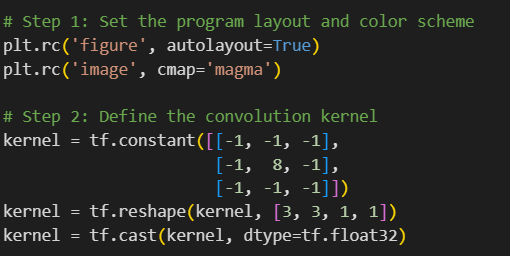 # Step 1: Set the program layout and color scheme
plt.rc('figure', autolayout=True)
plt.rc('image', cmap='magma')
# Step 2: Define the convolution kernel
kernel = tf.constant([[-1, -1, -1],
                      [-1,  8, -1],
                      [-1, -1, -1]])
kernel = tf.reshape(kernel, [3, 3, 1, 1])
kernel = tf.cast(kernel, dtype=tf.float32)